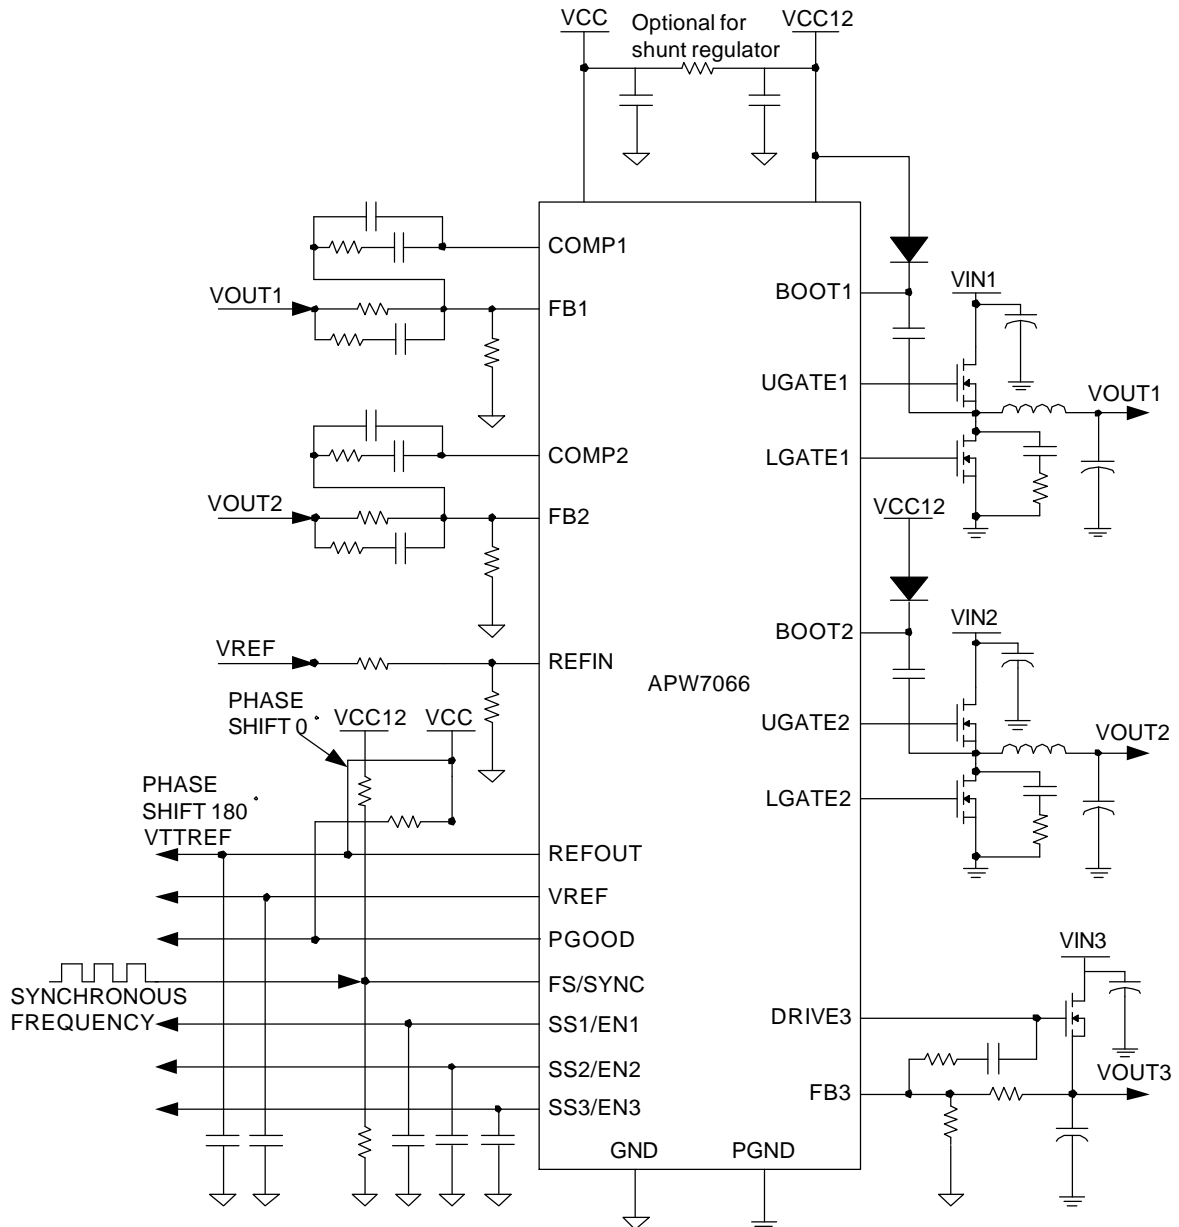 VCC
Optional for
shunt regulator
VCC12
COMP1
VOUT1
FB1
COMP2
VOUT2
FB2
VREF
REFIN
PHASE
SHIFT 0°
VCC12
VCC
PHASE
SHIFT 180°
VTTREF
REFOUT
VREF
PGOOD
FS/SYNC
SYNCHRONOUS
FREQUENCY
SS1/EN1
SS2/EN2
SS3/EN3
GND
PGND
APW7066
BOOT1
VIN1
UGATE1
VOUT1
LGATE1
VCC12
BOOT2
VIN2
UGATE2
VOUT2
LGATE2
VIN3
DRIVE3
VOUT3
FB3